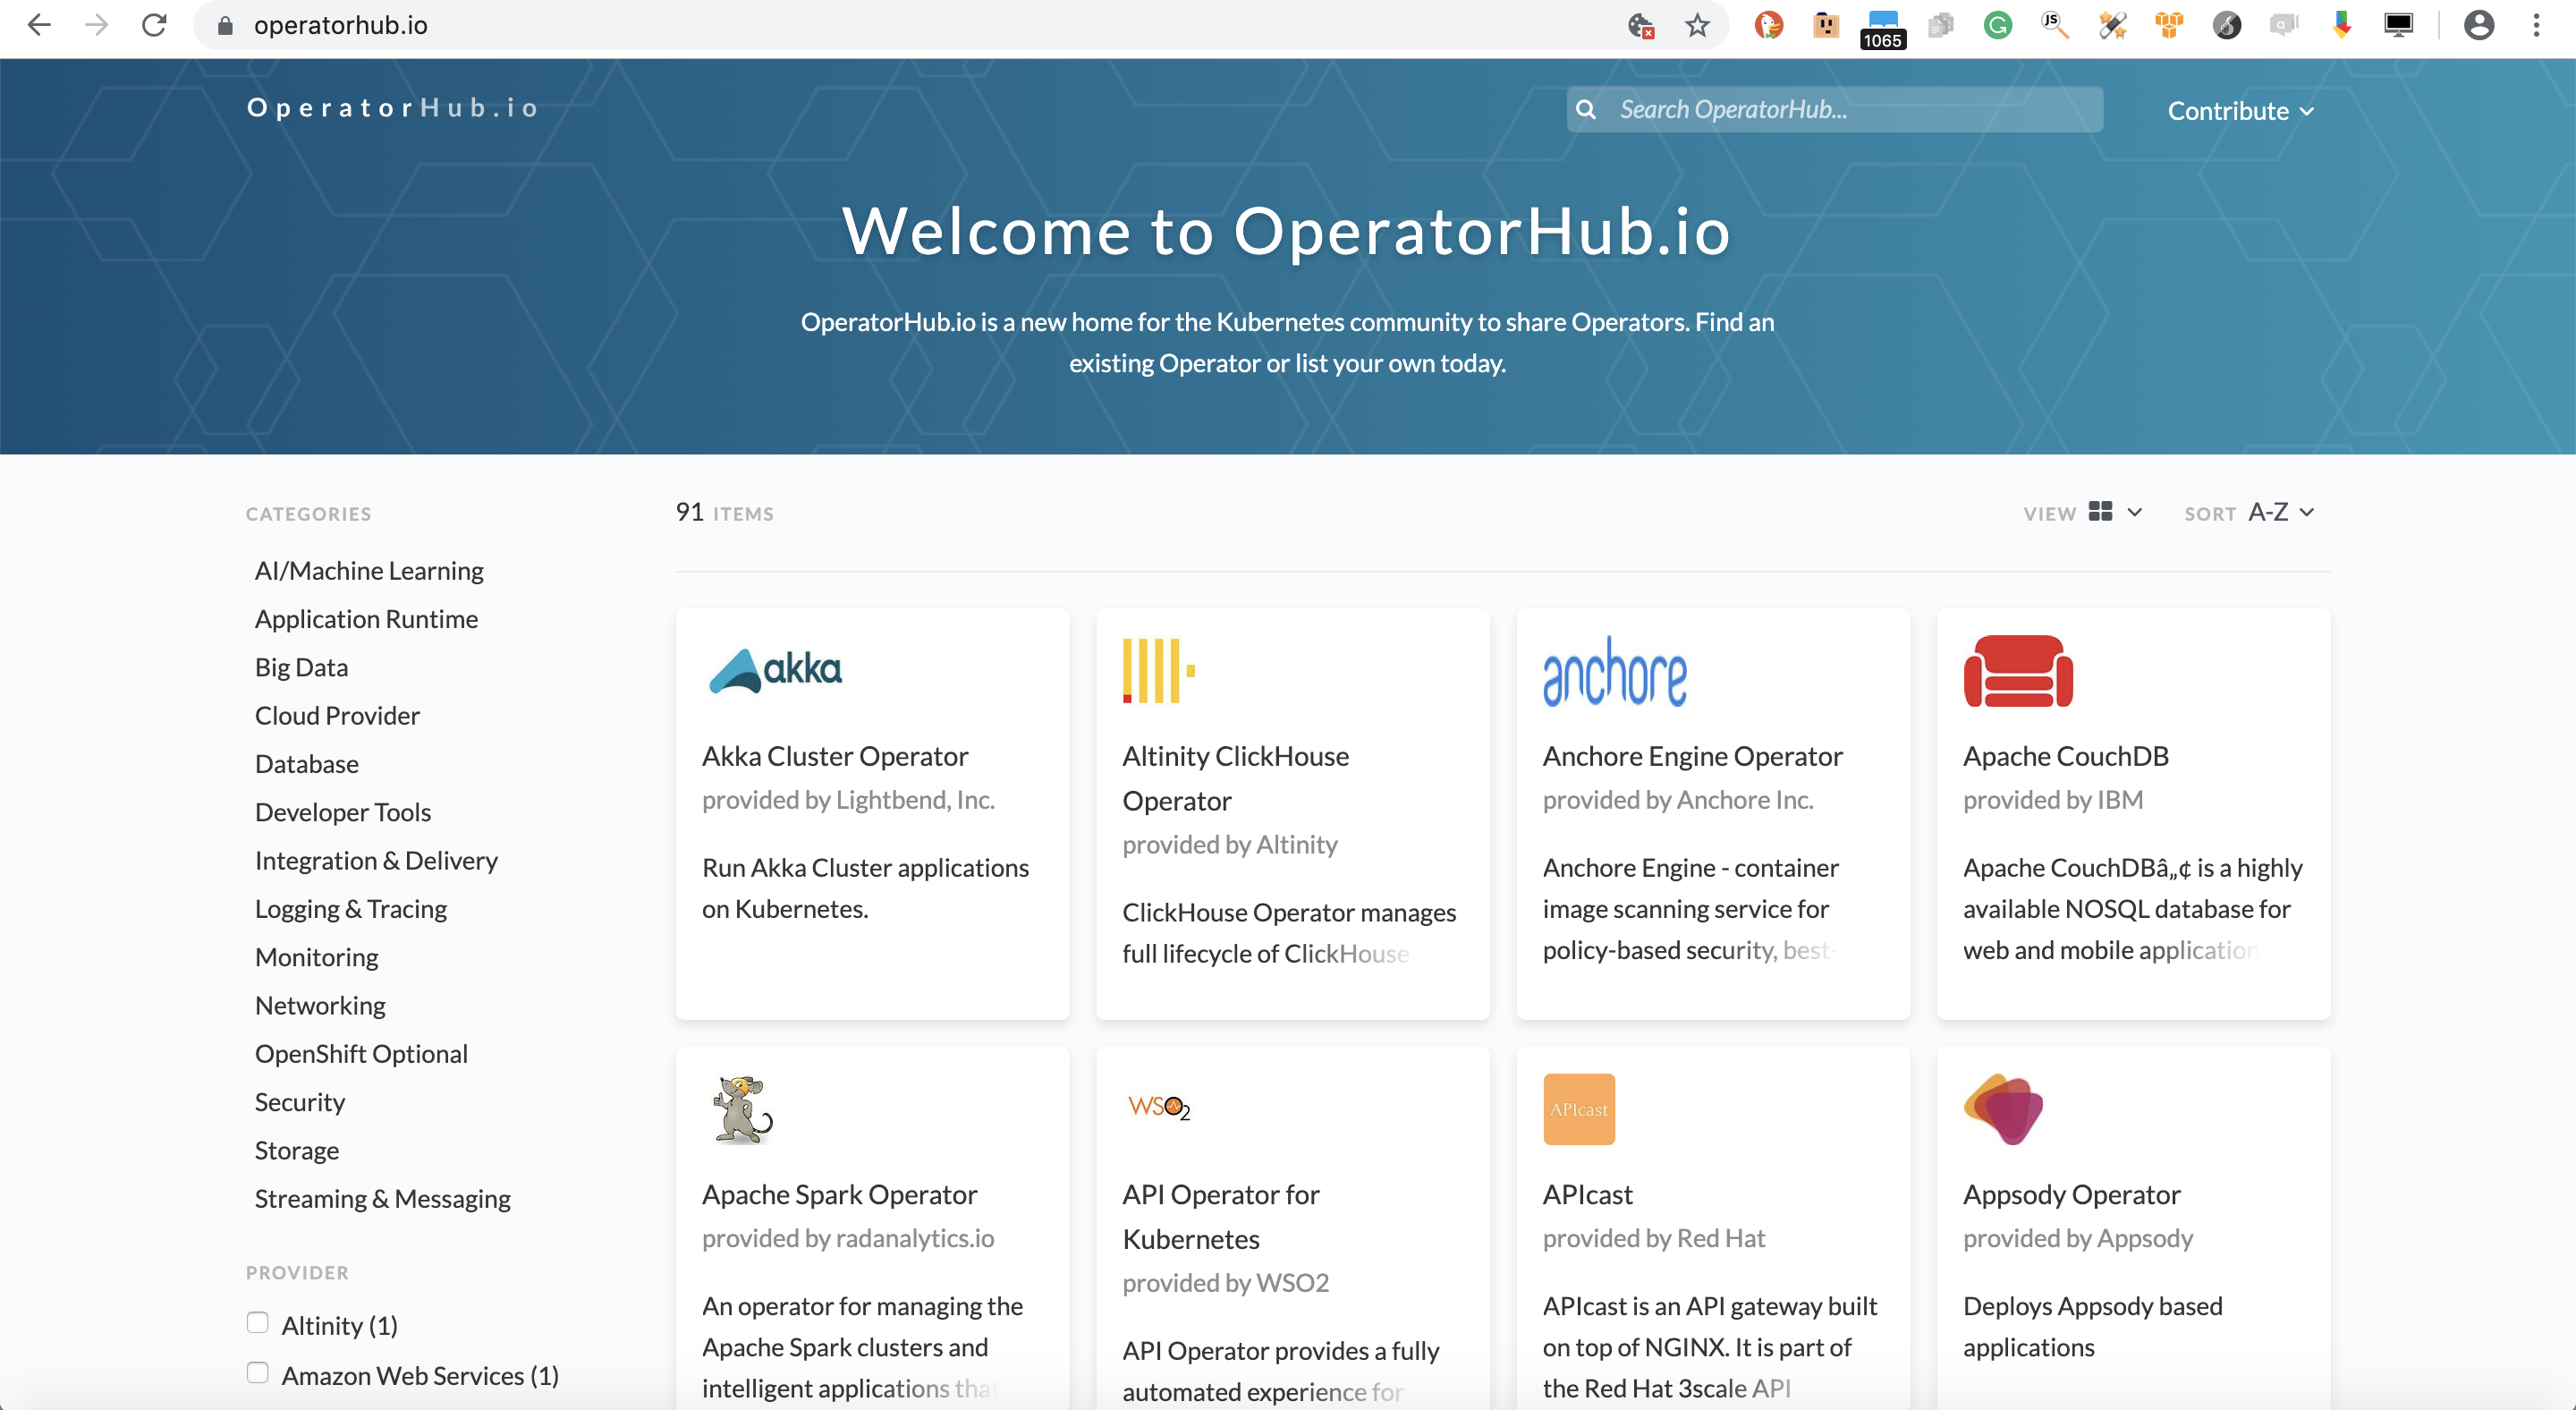 operatorhub.io
JS
1065
a
OperatorHub.io
Search OperatorHub...
Contribute
Welcome to OperatorHub.io
OperatorHub.io is a new home for the Kubernetes community to share Operators. Find an
existing Operator or list your own today.
CATEGORIES
AI/Machine Learning
Application Runtime
Big Data
Cloud Provider
Database
Developer Tools
Integration & Delivery
Logging & Tracing
Monitoring
Networking
OpenShift Optional
Security
Storage
Streaming & Messaging
PROVIDER
Altinity (1)
Amazon Web Services (1)
91 ITEMS
VIEW
SORT A-Z
akka
Akka Cluster Operator
provided by Lightbend, Inc.
Run Akka Cluster applications
on Kubernetes.
Altinity ClickHouse
Operator
provided by Altinity
ClickHouse Operator manages
full lifecycle of ClickHouse
anchore
Anchore Engine Operator
provided by Anchore Inc.
Anchore Engine - container
image scanning service for
policy-based security, best-
Apache CouchDB
provided by IBM
Apache CouchDBâ„¢ is a highly
available NOSQL database for
web and mobile application
Apache Spark Operator
provided by radanalytics.io
An operator for managing the
Apache Spark clusters and
intelligent applications that
WSO2
API Operator for
Kubernetes
provided by WSO2
API Operator provides a fully
automated experience for
APIcast
APIcast
provided by Red Hat
APIcast is an API gateway built
on top of NGINX. It is part of
the Red Hat 3scale API
Appsody Operator
provided by Appsody
Deploys Appsody based
applications